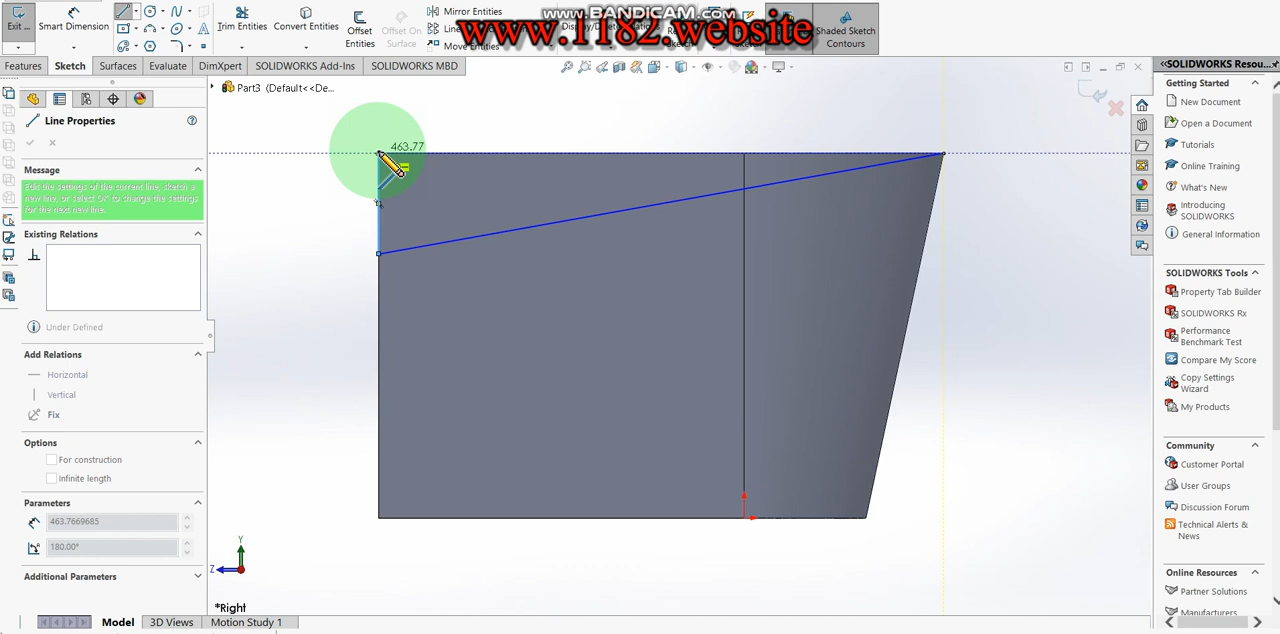 www.BANDICAM.com
www.1182.website
Exit ...
Smart Dimension
Trim Entities
Convert Entities
Offset Entities
Offset On Surface
Mirror Entities
Move Entities
Shaded Sketch Contours
Features
Sketch
Surfaces
Evaluate
DimXpert
SOLIDWORKS Add-Ins
SOLIDWORKS MBD
Part3 (Default<<De...
Line Properties
Message
Edit the settings of the current line, sketch a
new line, or select OK to change the settings
for the next new line.
Existing Relations
Under Defined
Add Relations
Horizontal
Vertical
Fix
Options
For construction
Infinite length
Parameters
463.7669685
180.00°
Additional Parameters
463.77
Y
Z
*Right
Model
3D Views
Motion Study 1
SOLIDWORKS Resou...
Getting Started
New Document
Open a Document
Tutorials
Online Training
What's New
Introducing
SOLIDWORKS
General Information
SOLIDWORKS Tools
Property Tab Builder
SOLIDWORKS Rx
Performance
Benchmark Test
Compare My Score
Copy Settings
Wizard
My Products
Community
Customer Portal
User Groups
Discussion Forum
Technical Alerts &
News
Online Resources
Partner Solutions
Manufacturers